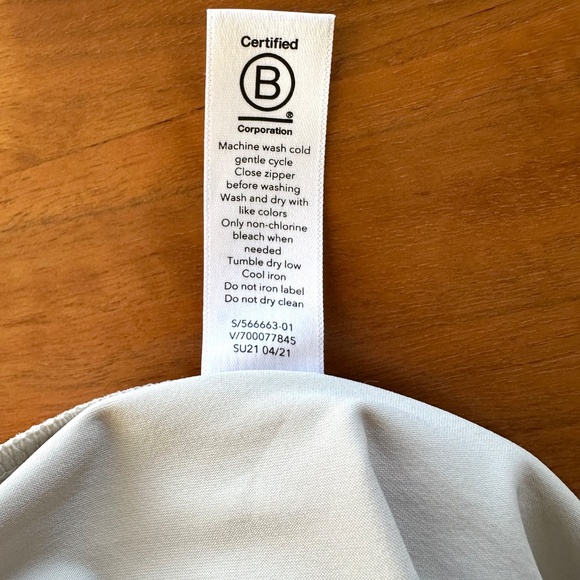 Certified
B
®
Corporation
Machine wash cold
gentle cycle
Close zipper
before washing
Wash and dry with
like colors
Only non-chlorine
bleach when
needed
Tumble dry low
Cool iron
Do not iron label
Do not dry clean
S/566663-01
V/70007784S
SU21 04/21